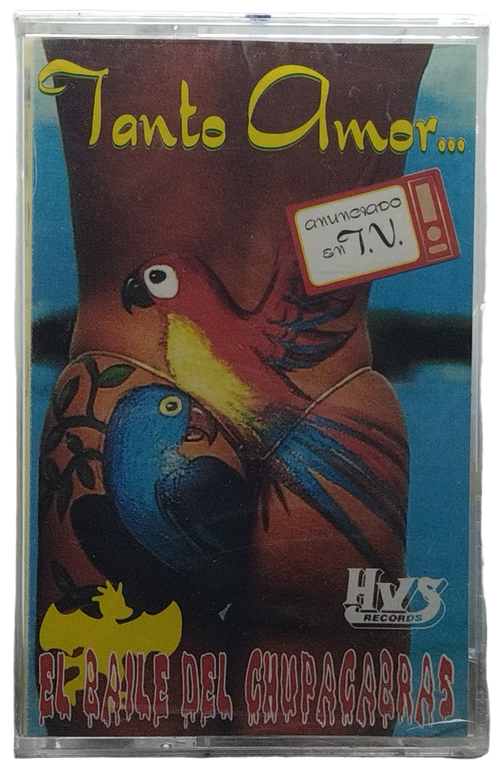 Tanto Amor...
anunciado
en T.V.
HVS
RECORDS
EL BAILE DEL CHUPACABRAS